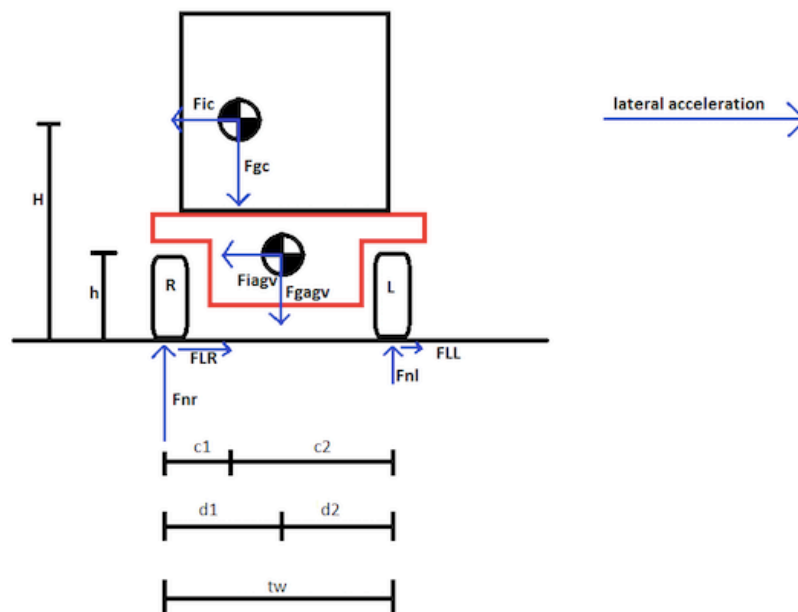 lateral acceleration
Fic
Fgc
H
h
R
Fiagv
Fgagv
L
FLR
FLL
Fnr
Fnl
c1
c2
d1
d2
tw